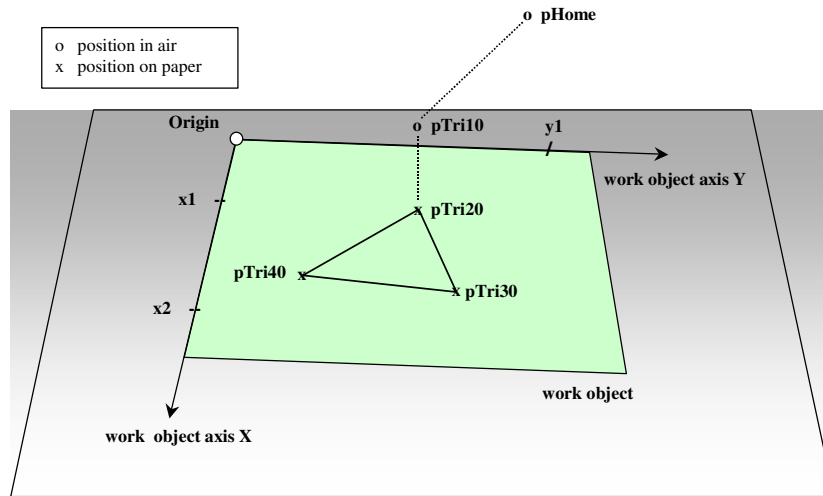 o pHome
o position in air
x position on paper
Origin
o pTri10
y1
work object axis Y
x1
x pTri20
pTri40 x
x pTri30
x2
work object
work object axis X